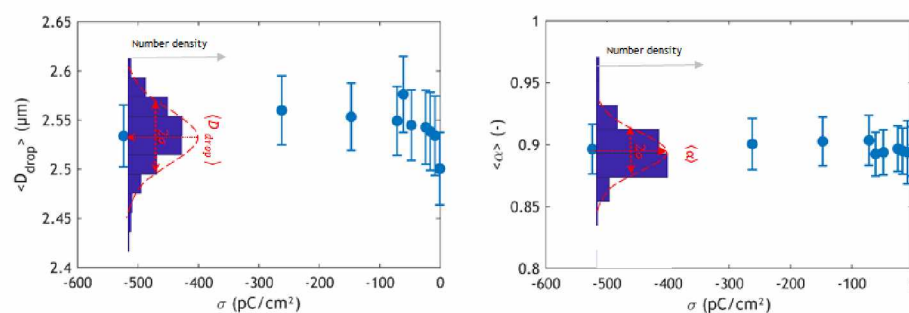 2.65
Number density
2.6
2.55
2.5
2.45
2.4
<D_drop> (μm)
2σ
⟨D_drop⟩
-600 -500 -400 -300 -200 -100 0
σ (pC/cm²)
1
Number density
0.95
0.9
0.85
0.8
<α> (-)
2σ
⟨α⟩
-600 -500 -400 -300 -200 -100 0
σ (pC/cm²)